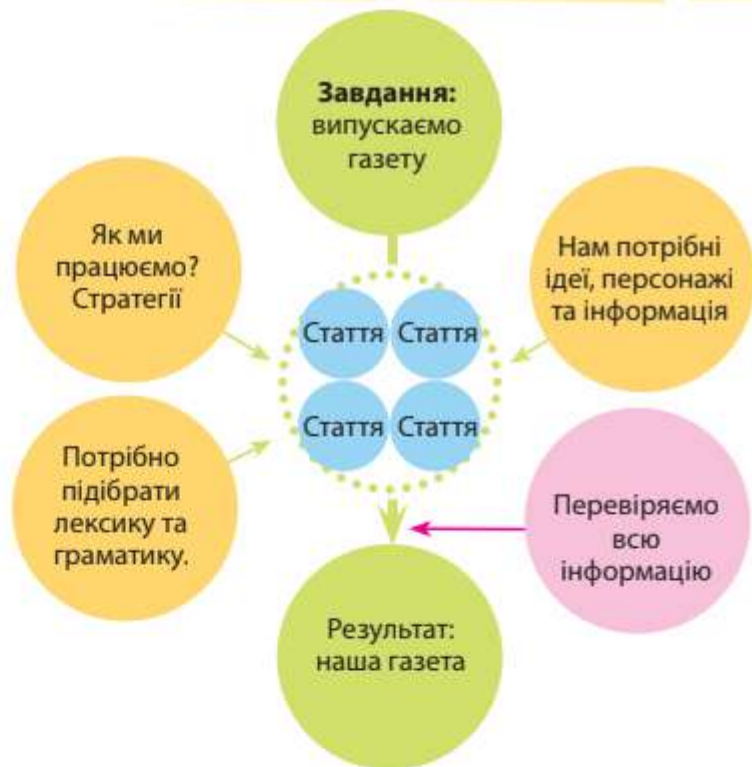 Завдання:
випускаємо
газету
Як ми
працюємо?
Стратегії
Нам потрібні
ідеї, персонажі
та інформація
Стаття Стаття
Стаття Стаття
Потрібно
підібрати
лексику та
граматику.
Перевіряємо
всю
інформацію
Результат:
наша газета